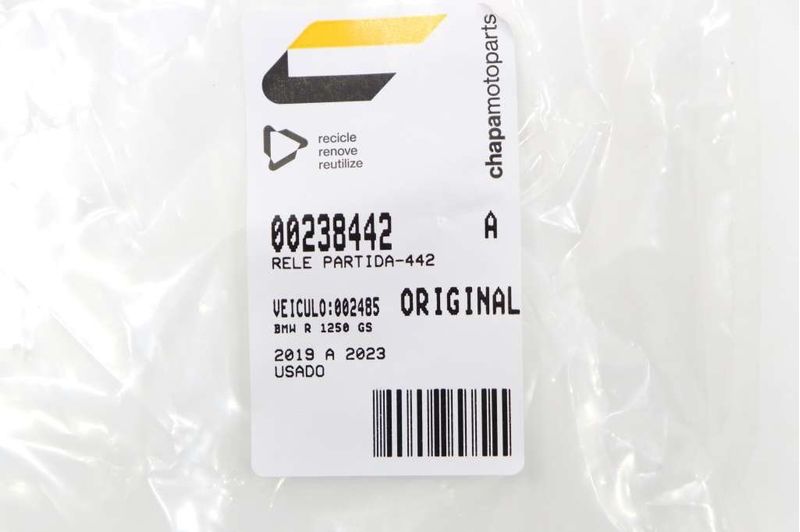 chapamotoparts
recicle
renove
reutilize
00238442 A
RELE PARTIDA-442
VEICULO:002485 ORIGINAL
BMW R 1250 GS
2019 A 2023
USADO